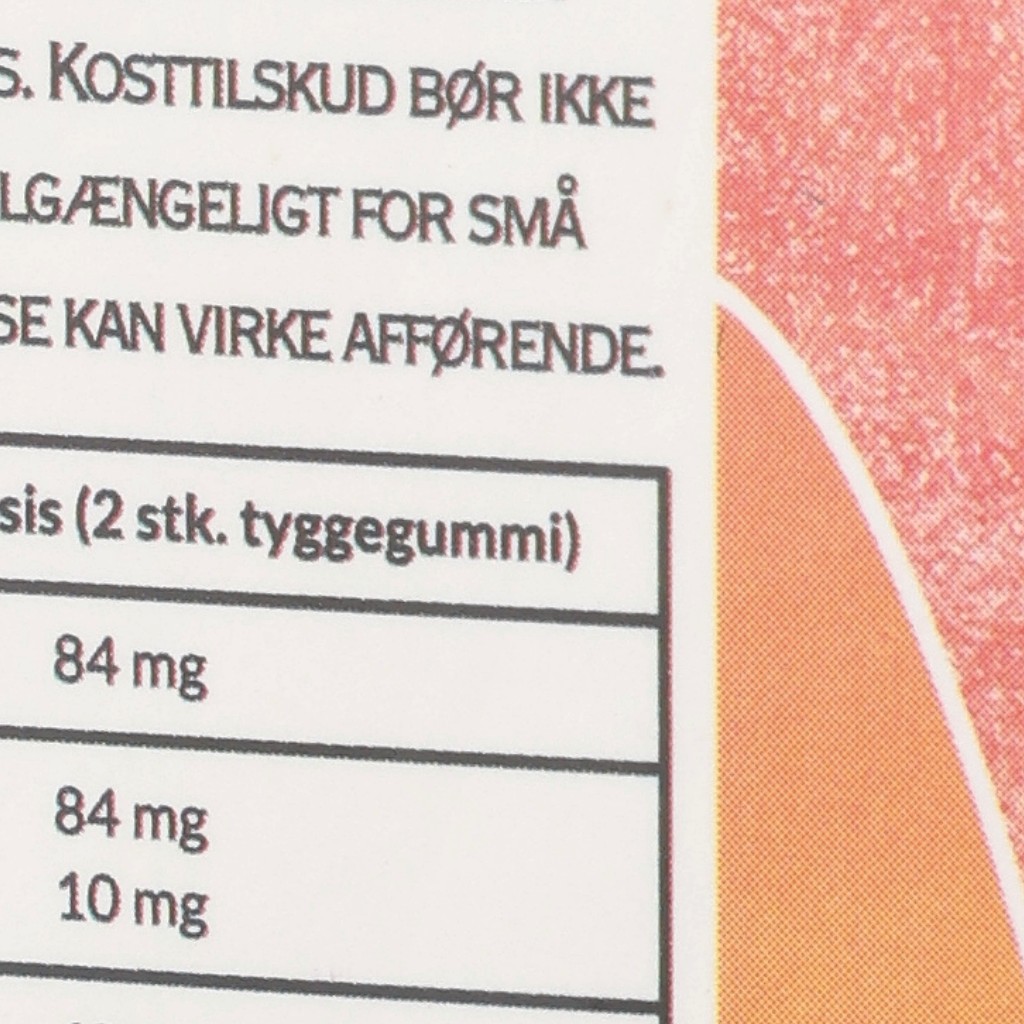 S. KOSTTILSKUD BØR IKKE
LGÆNGELIGT FOR SMÅ
SE KAN VIRKE AFFØRENDE.
sis (2 stk. tyggegummi)
84 mg
84 mg
10 mg